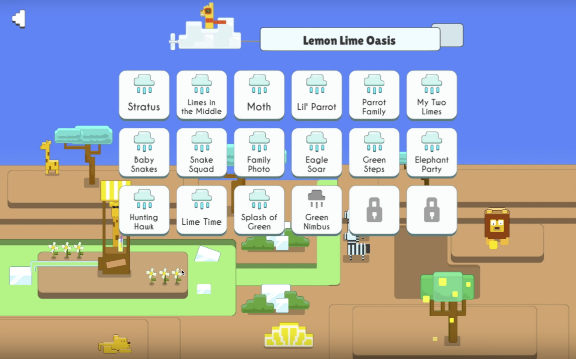 Lemon Lime Oasis
Stratus
Limes in
the Middle
Moth
Lil' Parrot
Parrot
Family
My Two
Limes
Baby
Snakes
Snake
Squad
Family
Photo
Eagle
Soar
Green
Steps
Elephant
Party
Hunting
Hawk
Lime Time
Splash of
Green
Green
Nimbus